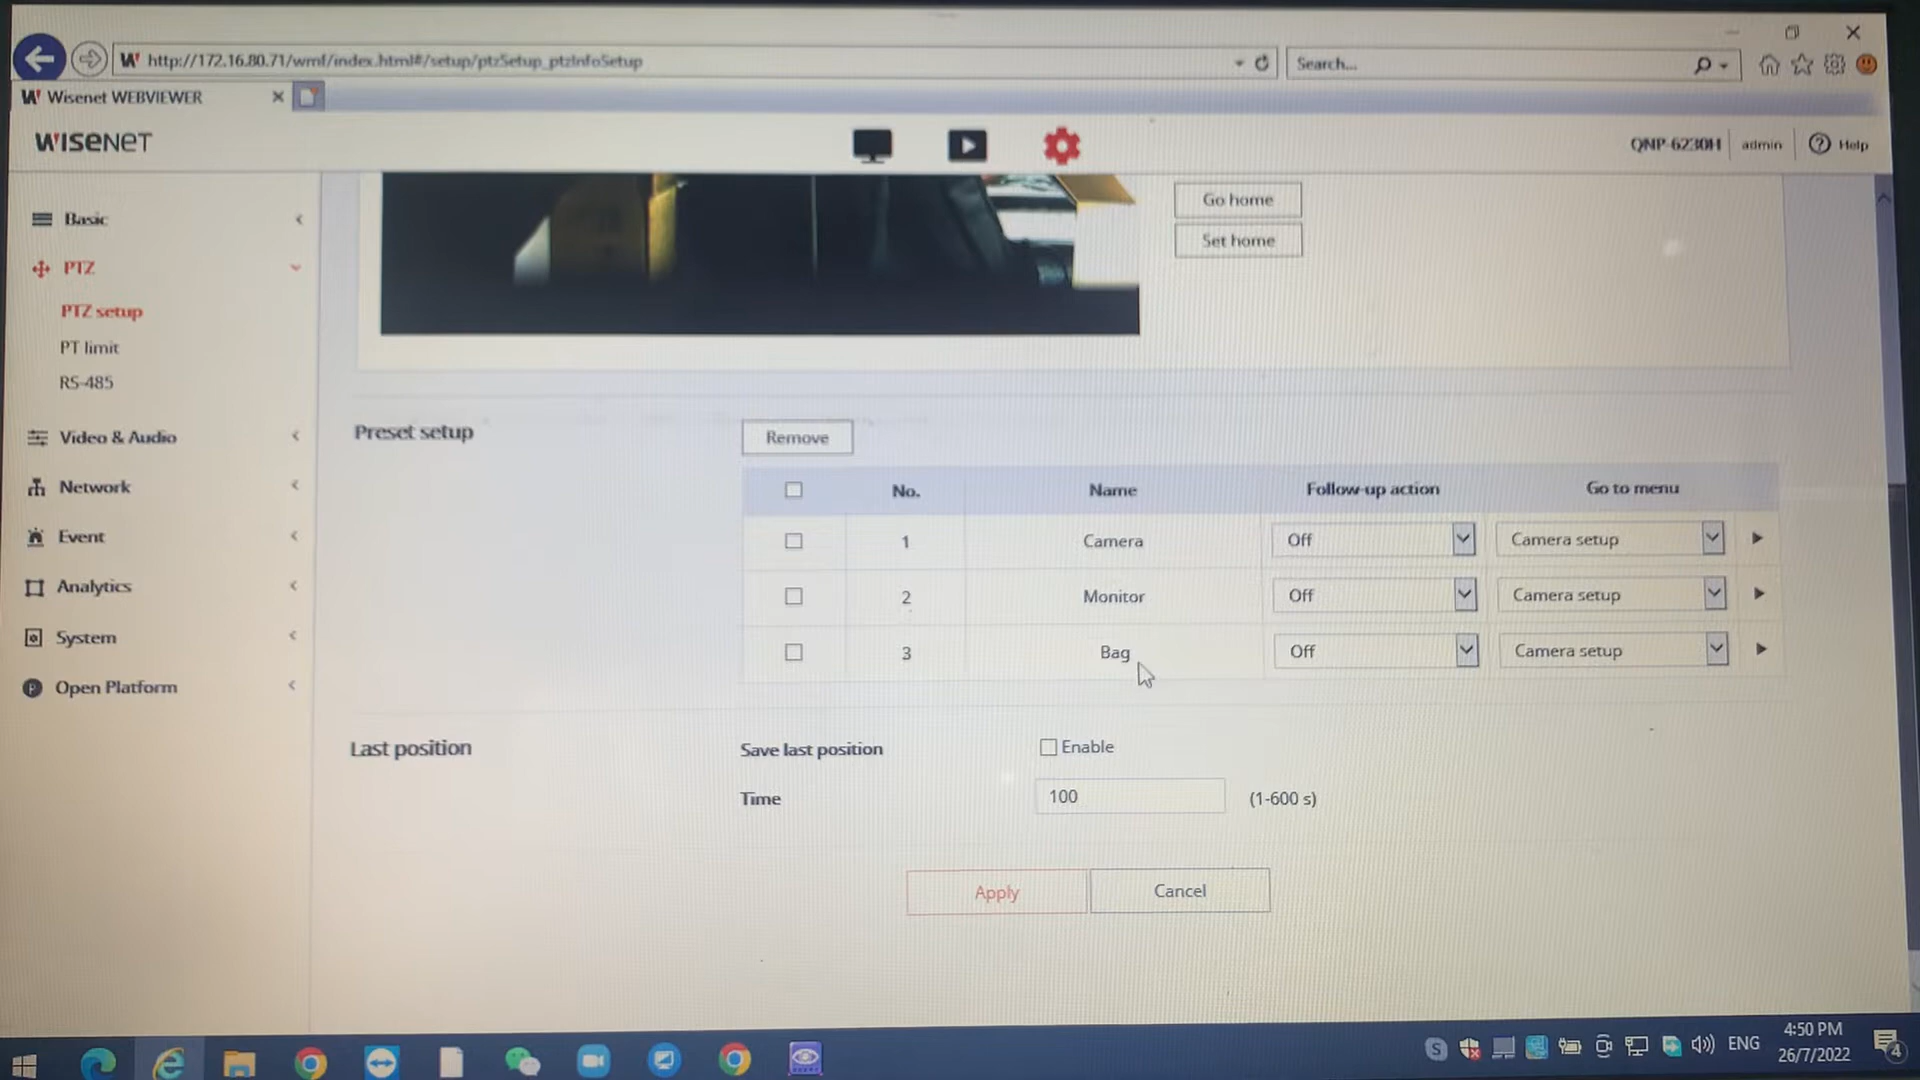 http://172.16.80.71/wmf/index.html#/setup/ptzSetup_ptzInfoSetup
Search...
Wisenet WEBVIEWER
WISENET
QNP-6230H
admin
Help
Basic
PTZ
PTZ setup
PT limit
RS-485
Video & Audio
Network
Event
Analytics
System
Open Platform
Go home
Set home
Preset setup
Remove
No. Name Follow-up action Go to menu
1 Camera Off Camera setup
2 Monitor Off Camera setup
3 Bag Off Camera setup
Last position
Save last position Enable
Time 100 (1-600 s)
Apply Cancel
ENG
4:50 PM
26/7/2022
4